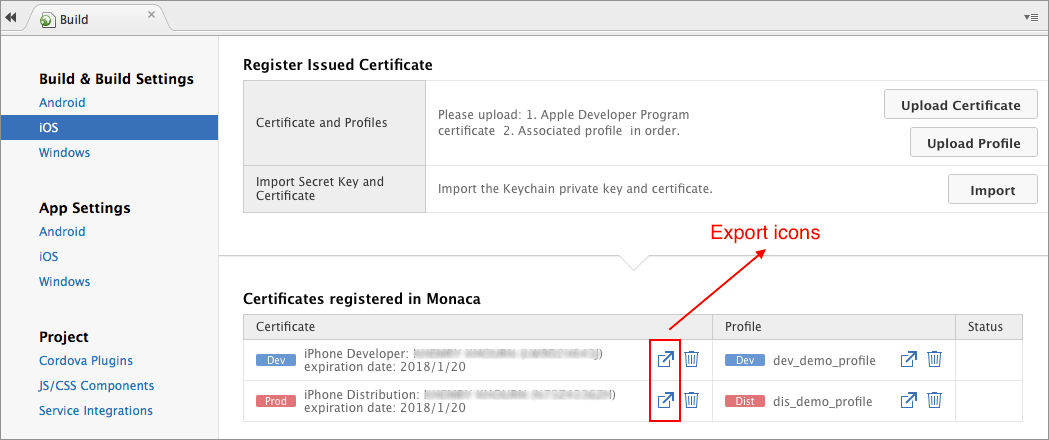 Build
Build & Build Settings
Android
iOS
Windows
App Settings
Android
iOS
Windows
Project
Cordova Plugins
JS/CSS Components
Service Integrations
Register Issued Certificate
Certificate and Profiles
Please upload: 1. Apple Developer Program
certificate 2. Associated profile in order.
Upload Certificate
Upload Profile
Import Secret Key and
Certificate
Import the Keychain private key and certificate.
Import
Export icons
Certificates registered in Monaca
Certificate Profile Status
Dev iPhone Developer:
expiration date: 2018/1/20
Dev dev_demo_profile
Prod iPhone Distribution:
expiration date: 2018/1/20
Dist dis_demo_profile